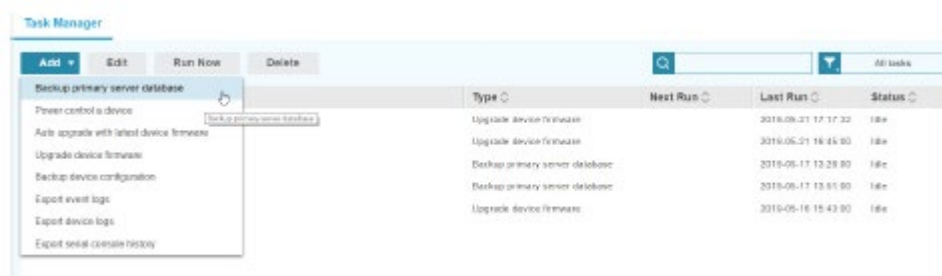 Task Manager
Add Edit Run Now Delete All tasks
Backup primary server database
Type Next Run Last Run Status
Power control a device
Backup primary server database
Upgrade device firmware 2019-05-21 17:17:32 Idle
Auto upgrade with latest device firmware
Upgrade device firmware 2019-05-21 16:45:00 Idle
Upgrade device firmware
Backup primary server database 2019-05-17 13:28:00 Idle
Backup device configuration
Backup primary server database 2019-05-17 13:51:00 Idle
Export event logs
Upgrade device firmware 2019-05-16 15:43:00 Idle
Export device logs
Export serial console history